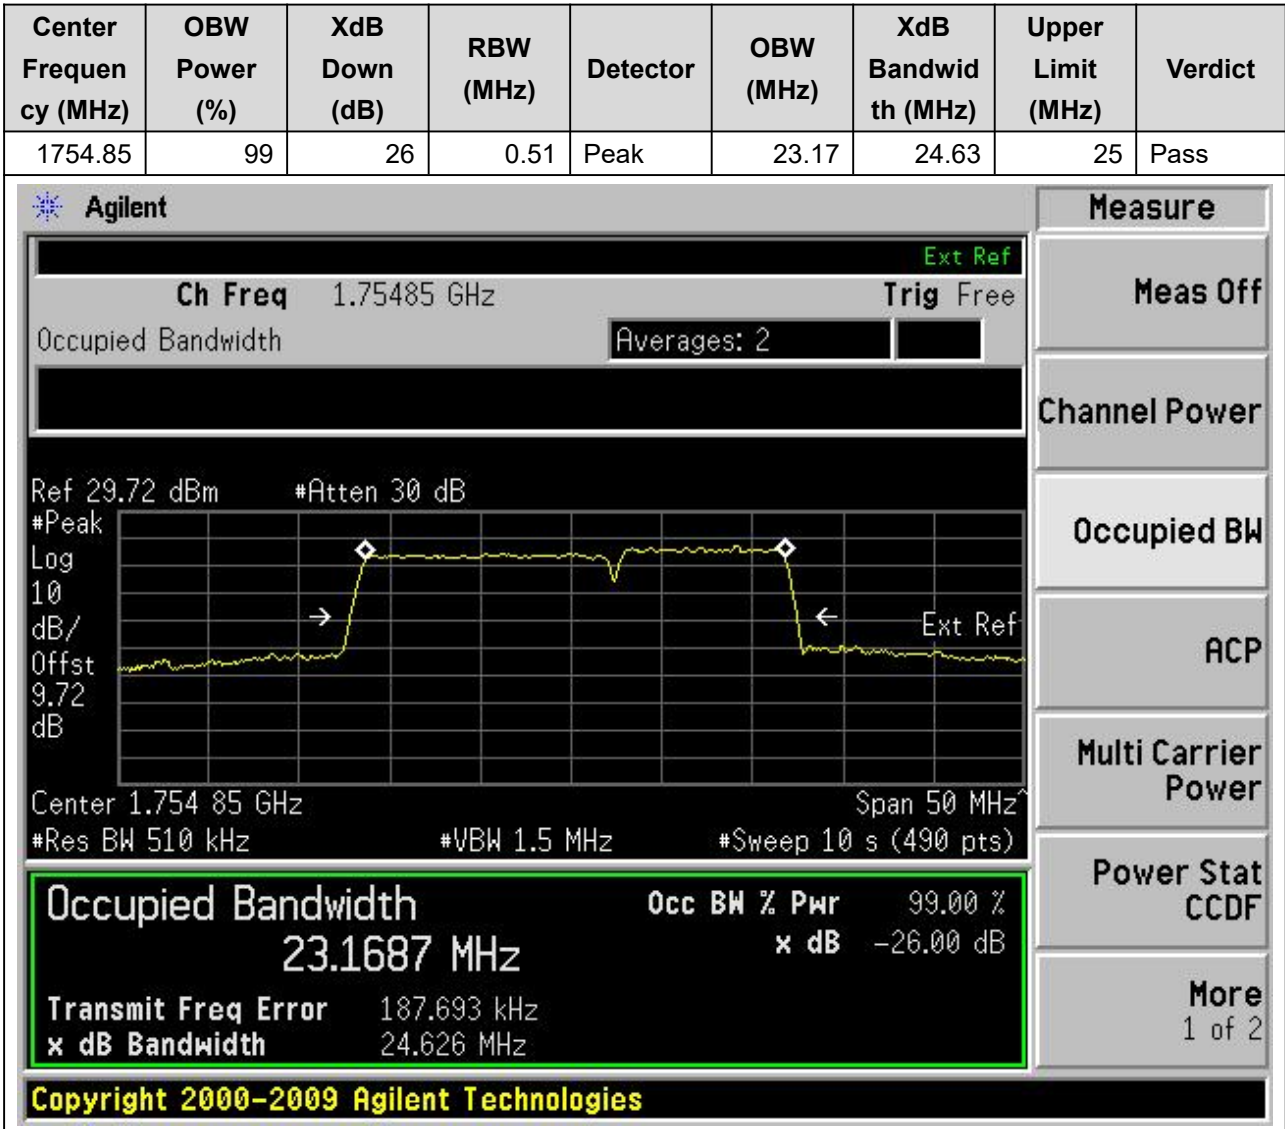 Center Frequen cy (MHz) OBW Power (%) XdB Down (dB) RBW (MHz) Detector OBW (MHz) XdB Bandwid th (MHz) Upper Limit (MHz) Verdict
1754.85 99 26 0.51 Peak 23.17 24.63 25 Pass
Agilent
Ext Ref
Ch Freq 1.75485 GHz Trig Free
Occupied Bandwidth Averages: 2
Ref 29.72 dBm #Atten 30 dB
#Peak
Log
10
dB/
Offst
9.72
dB
Ext Ref
Center 1.754 85 GHz Span 50 MHz^
#Res BW 510 kHz #VBW 1.5 MHz #Sweep 10 s (490 pts)
Occupied Bandwidth Occ BW % Pwr 99.00 %
23.1687 MHz x dB -26.00 dB
Transmit Freq Error 187.693 kHz
x dB Bandwidth 24.626 MHz
Copyright 2000-2009 Agilent Technologies
Measure
Meas Off
Channel Power
Occupied BW
ACP
Multi Carrier
Power
Power Stat
CCDF
More
1 of 2